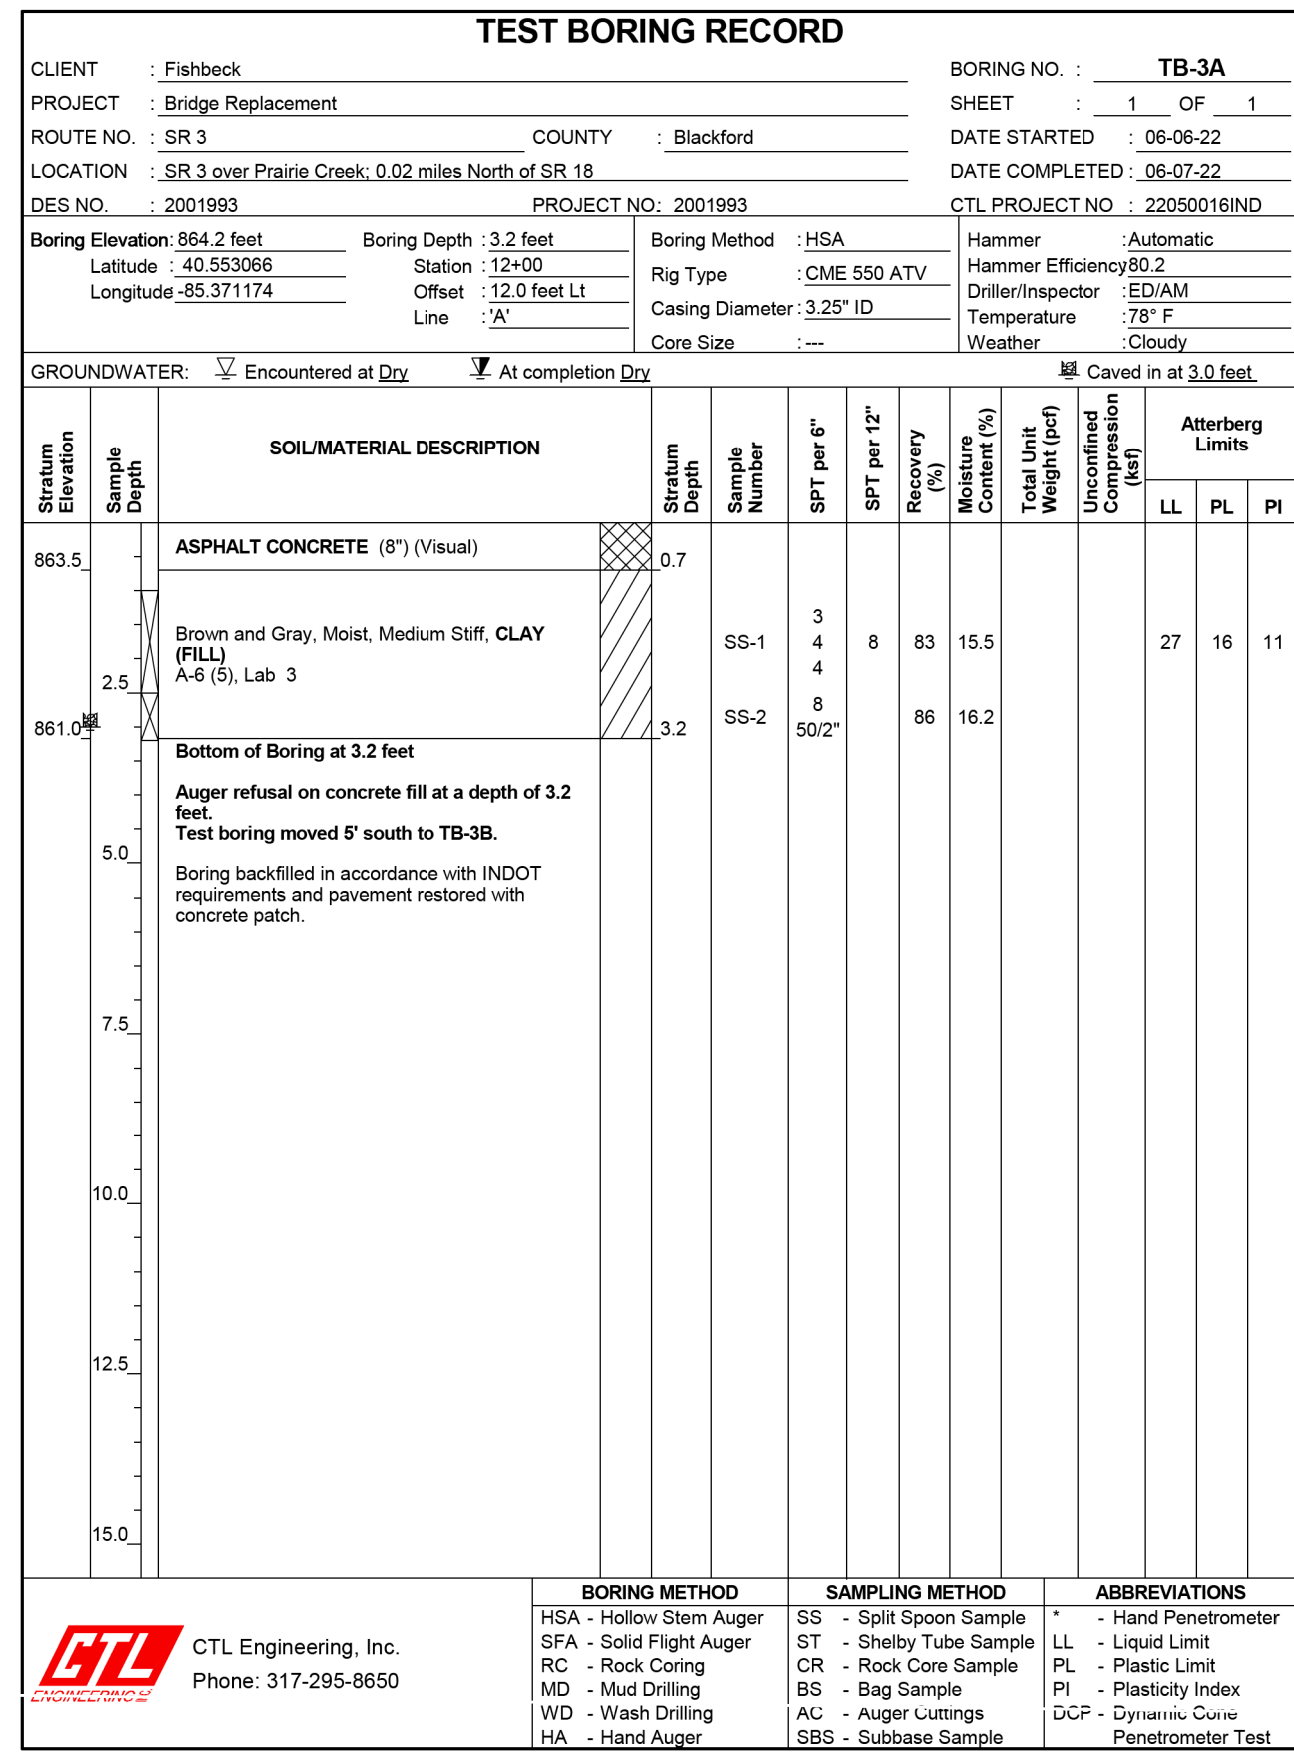 TEST BORING RECORD
CLIENT : Fishbeck BORING NO. : TB-3A
PROJECT : Bridge Replacement SHEET : 1 OF 1
ROUTE NO. : SR 3 COUNTY : Blackford DATE STARTED : 06-06-22
LOCATION : SR 3 over Prairie Creek; 0.02 miles North of SR 18 DATE COMPLETED : 06-07-22
DES NO. : 2001993 PROJECT NO.: 2001993 CTL PROJECT NO : 22050016IND
Boring Elevation: 864.2 feet Boring Depth : 3.2 feet Boring Method : HSA Hammer : Automatic
Latitude : 40.553066 Station : 12+00 Rig Type : CME 550 ATV Hammer Efficiency 80.2
Longitude -85.371174 Offset : 12.0 feet Lt Casing Diameter : 3.25" ID Driller/Inspector : ED/AM
Line : 'A' Temperature : 78° F
Core Size : --- Weather : Cloudy
GROUNDWATER: Encountered at Dry At completion Dry Caved in at 3.0 feet
Stratum Elevation Sample Depth SOIL/MATERIAL DESCRIPTION Stratum Depth Sample Number SPT per 6" SPT per 12" Recovery (%) Moisture Content (%) Total Unit Weight (pcf) Unconfined Compression (ksf) Atterberg Limits
LL PL PI
ASPHALT CONCRETE (8") (Visual)
863.5 0.7
3
Brown and Gray, Moist, Medium Stiff, CLAY SS-1 4 8 83 15.5 27 16 11
(FILL)
4
A-6 (5), Lab 3
2.5
8
SS-2 86 16.2
861.0 3.2 50/2"
Bottom of Boring at 3.2 feet
Auger refusal on concrete fill at a depth of 3.2
feet.
Test boring moved 5' south to TB-3B.
5.0
Boring backfilled in accordance with INDOT
requirements and pavement restored with
concrete patch.
7.5
10.0
12.5
15.0
BORING METHOD SAMPLING METHOD ABBREVIATIONS
HSA - Hollow Stem Auger SS - Split Spoon Sample * - Hand Penetrometer
SFA - Solid Flight Auger ST - Shelby Tube Sample LL - Liquid Limit
RC - Rock Coring CR - Rock Core Sample PL - Plastic Limit
MD - Mud Drilling BS - Bag Sample PI - Plasticity Index
WD - Wash Drilling AC - Auger Cuttings DCP - Dynamic Cone
HA - Hand Auger SBS - Subbase Sample Penetrometer Test
CTL
ENGINEERING
CTL Engineering, Inc.
Phone: 317-295-8650